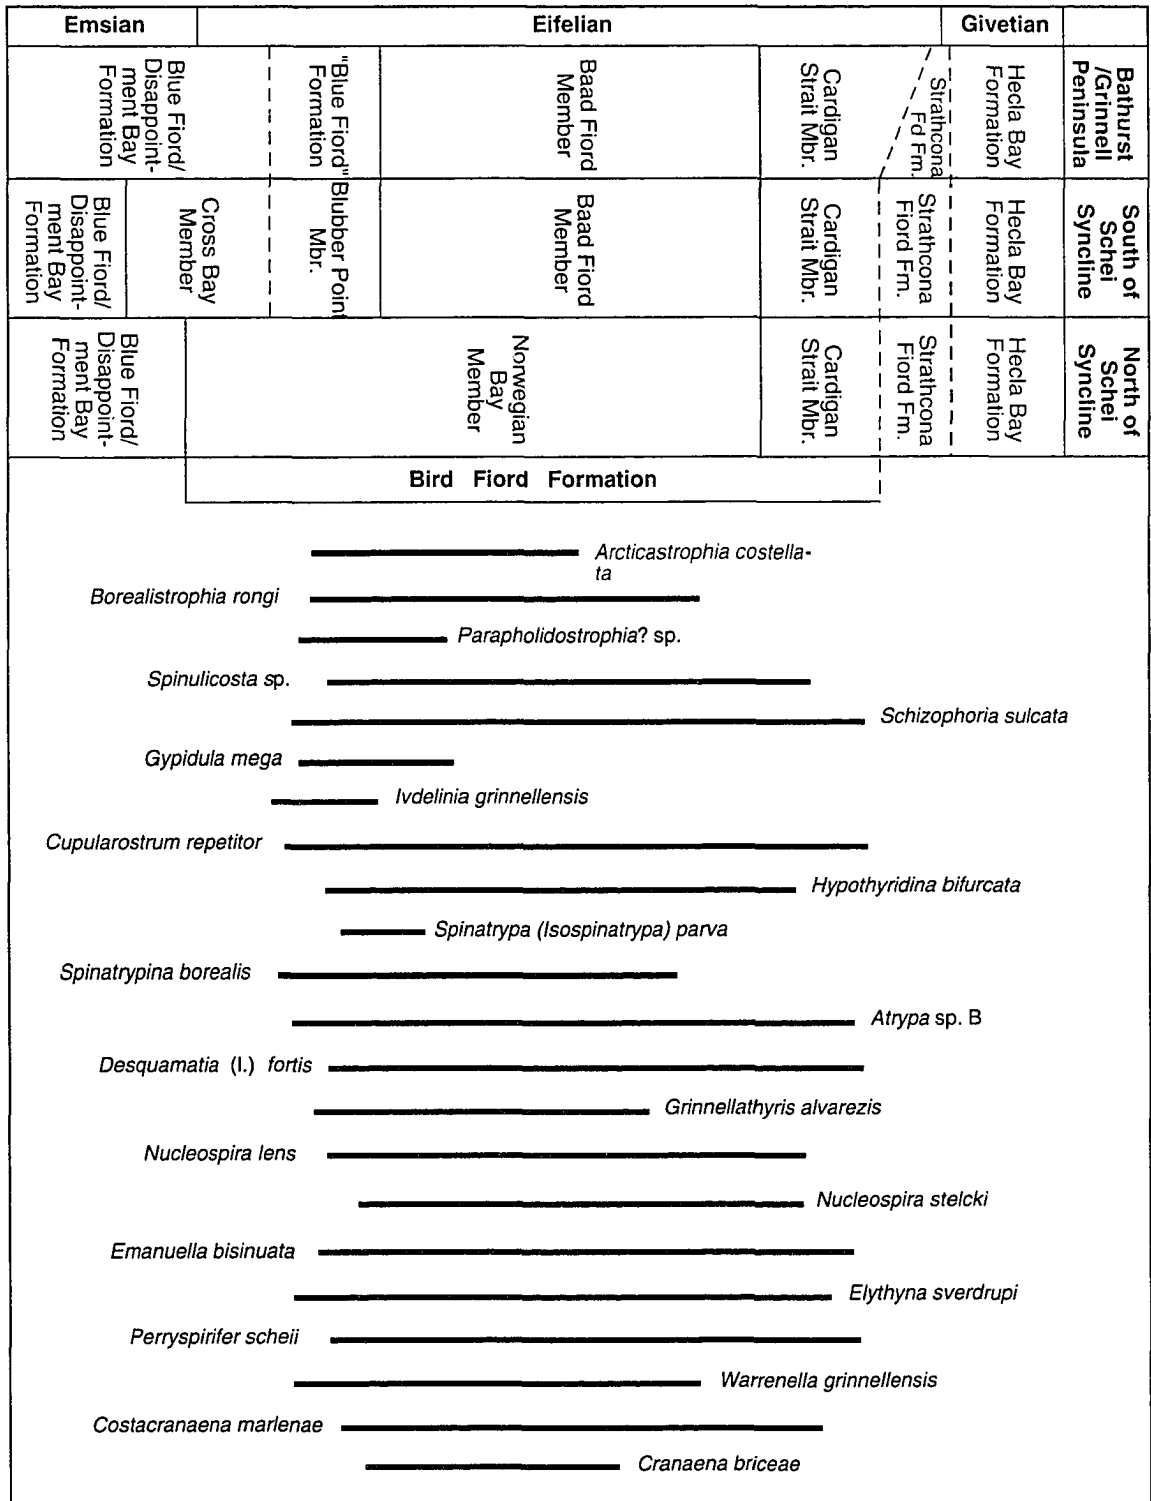 Emsian
Eifelian
Givetian
Blue Fiord/
Disappoint-
ment Bay
Formation
"Blue Fiord"
Formation
Baad Fiord
Member
Cardigan
Strait Mbr.
Strathcona
Fd Fm.
Hecla Bay
Formation
Bathurst
/Grinnell
Peninsula
Blue Fiord/
Disappoint-
ment Bay
Formation
Cross Bay
Member
Blubber Point
Mbr.
Baad Fiord
Member
Cardigan
Strait Mbr.
Strathcona
Fiord Fm.
Hecla Bay
Formation
South of
Schei
Syncline
Blue Fiord/
Disappoint-
ment Bay
Formation
Norwegian
Bay
Member
Cardigan
Strait Mbr.
Strathcona
Fiord Fm.
Hecla Bay
Formation
North of
Schei
Syncline
Bird Fiord Formation
Arcticastrophia costella-
ta
Borealistrophia rongi
Parapholidostrophia? sp.
Spinulicosta sp.
Schizophoria sulcata
Gypidula mega
Ivdelinia grinnellensis
Cupularostrum repetitor
Hypothyridina bifurcata
Spinatrypa (Isospinatrypa) parva
Spinatrypina borealis
Atrypa sp. B
Desquamatia (I.) fortis
Grinnellathyris alvarezis
Nucleospira lens
Nucleospira stelcki
Emanuella bisinuata
Elythyna sverdrupi
Perryspirifer scheii
Warrenella grinnellensis
Costacranaena marlenae
Cranaena briceae